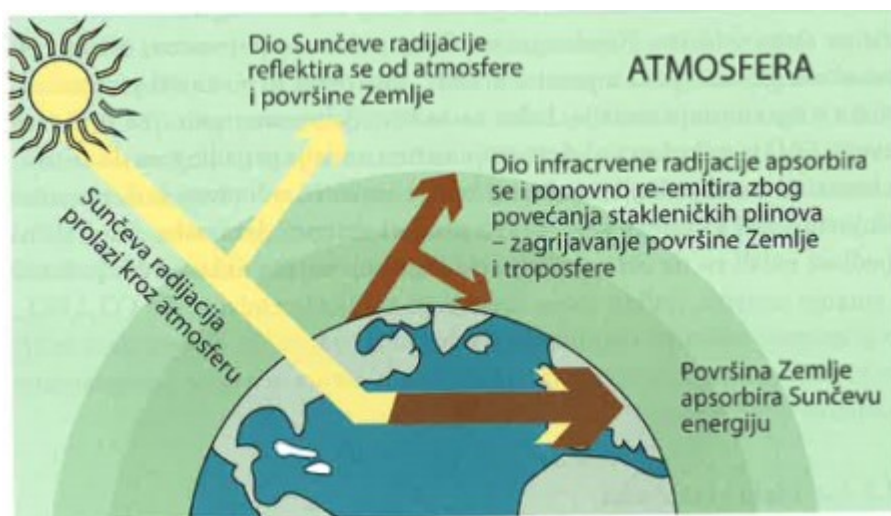 Dio Sunčeve radijacije
reflektira se od atmosfere
i površine Zemlje
ATMOSFERA
Dio infracrvene radijacije apsorbira
se i ponovno re-emitira zbog
povećanja stakleničkih plinova
– zagrijavanje površine Zemlje
i troposfere
Sunčeva radijacija
prolazi kroz atmosferu
Površina Zemlje
apsorbira Sunčevu
energiju